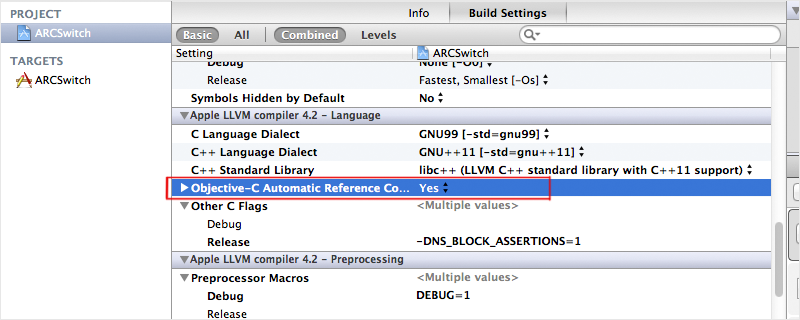 PROJECT
ARCSwitch
TARGETS
ARCSwitch
Info Build Settings
Basic All Combined Levels
Setting ARCSwitch
Debug None [-O0]
Release Fastest, Smallest [-Os]
Symbols Hidden by Default No
Apple LLVM compiler 4.2 - Language
C Language Dialect GNU99 [-std=gnu99]
C++ Language Dialect GNU++11 [-std=gnu++11]
C++ Standard Library libc++ (LLVM C++ standard library with C++11 support)
Objective-C Automatic Reference Co... Yes
Other C Flags <Multiple values>
Debug
Release -DNS_BLOCK_ASSERTIONS=1
Apple LLVM compiler 4.2 - Preprocessing
Preprocessor Macros <Multiple values>
Debug DEBUG=1
Release